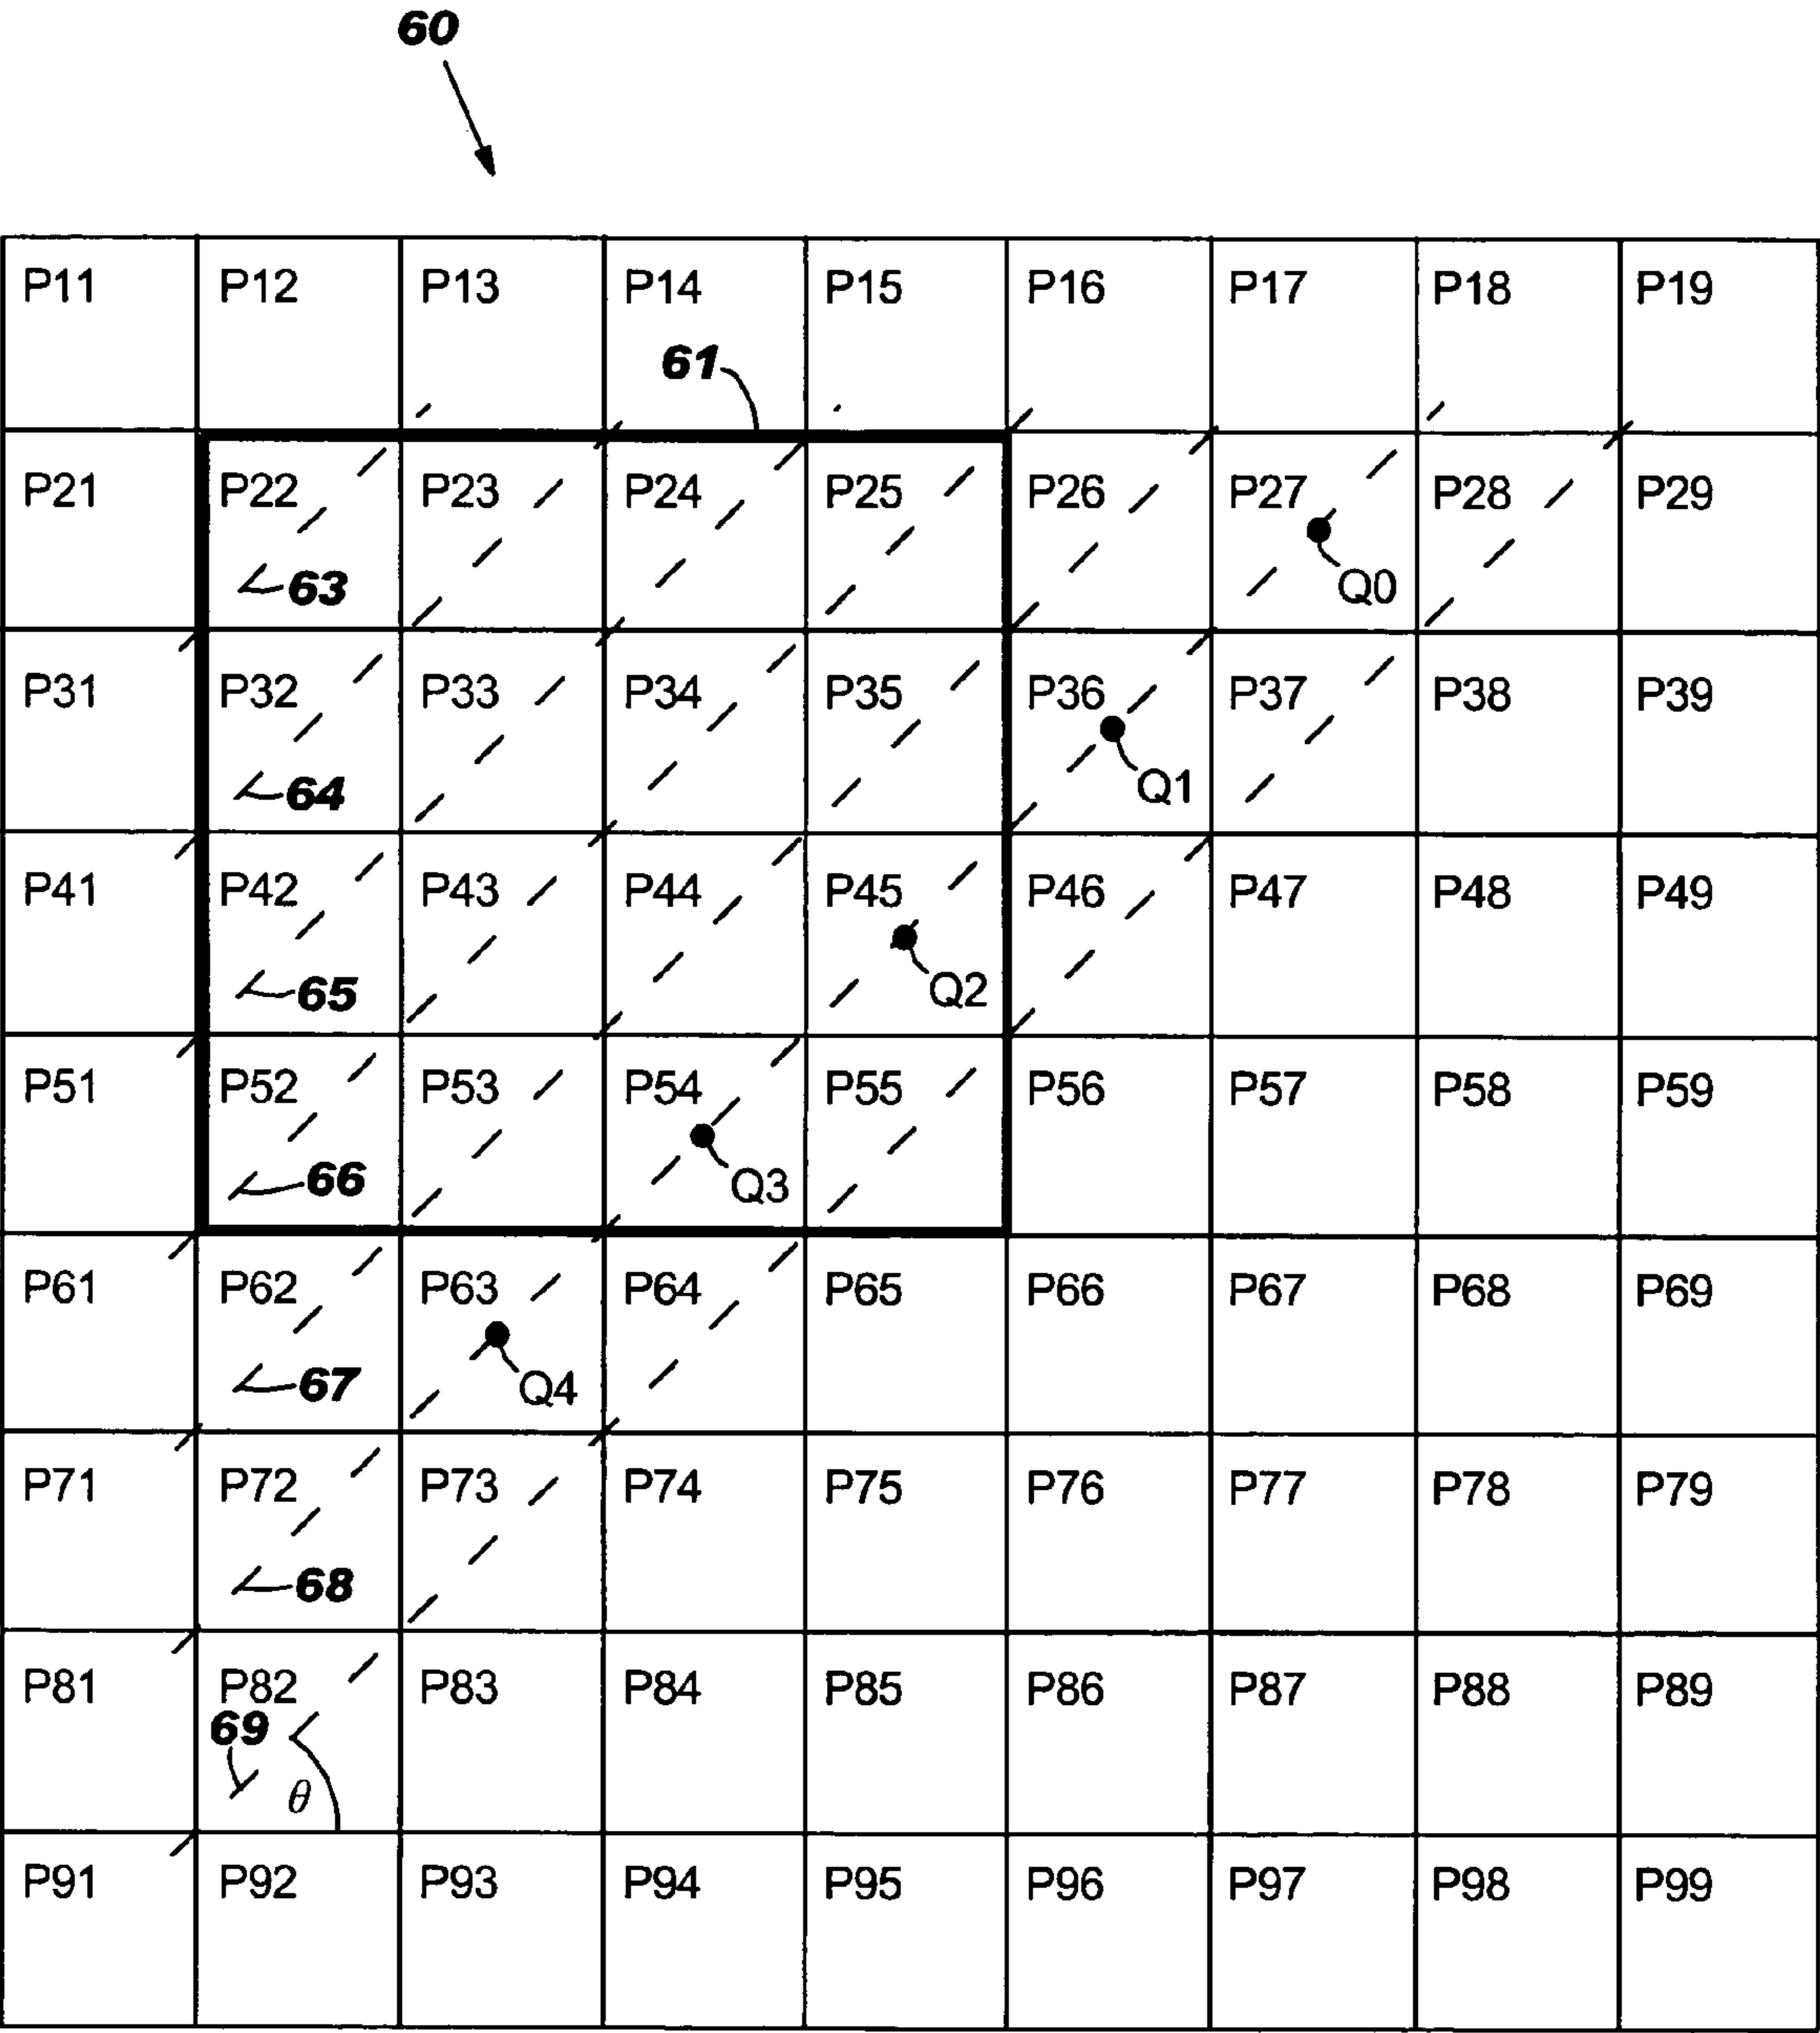 60
P11 P12 P13 P14 P15 P16 P17 P18 P19
61
P21 P22 P23 P24 P25 P26 P27 P28 P29
63 Q0
P31 P32 P33 P34 P35 P36 P37 P38 P39
64 Q1
P41 P42 P43 P44 P45 P46 P47 P48 P49
65 Q2
P51 P52 P53 P54 P55 P56 P57 P58 P59
66 Q3
P61 P62 P63 P64 P65 P66 P67 P68 P69
67 Q4
P71 P72 P73 P74 P75 P76 P77 P78 P79
68
P81 P82 P83 P84 P85 P86 P87 P88 P89
69
θ
P91 P92 P93 P94 P95 P96 P97 P98 P99